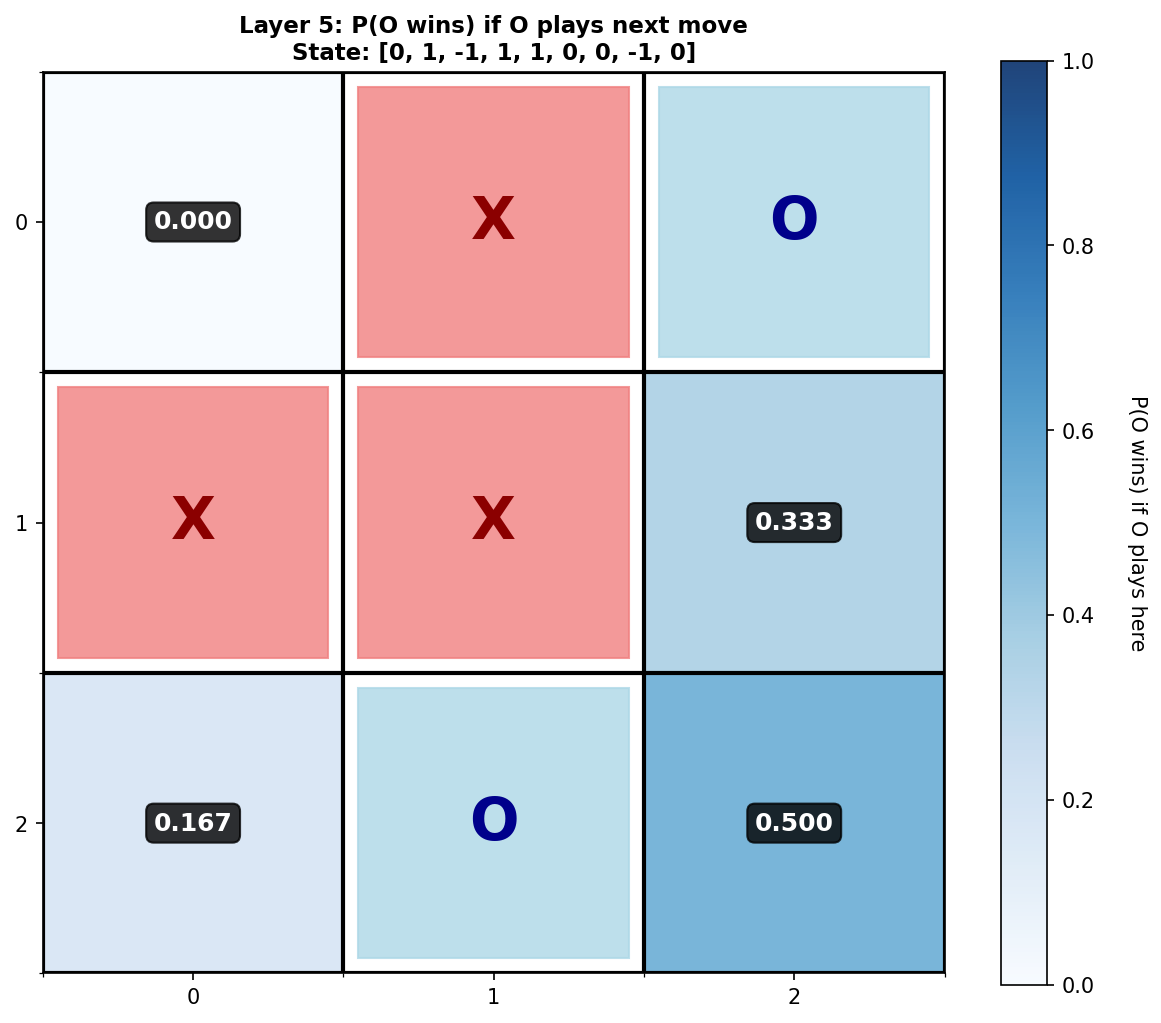 Layer 5: P(O wins) if O plays next move
State: [0, 1, -1, 1, 1, 0, 0, -1, 0]
0.000
X
O
X
X
0.333
0.167
O
0.500
0
1
2
0
1
2
1.0
0.8
0.6
0.4
0.2
0.0
P(O wins) if O plays here